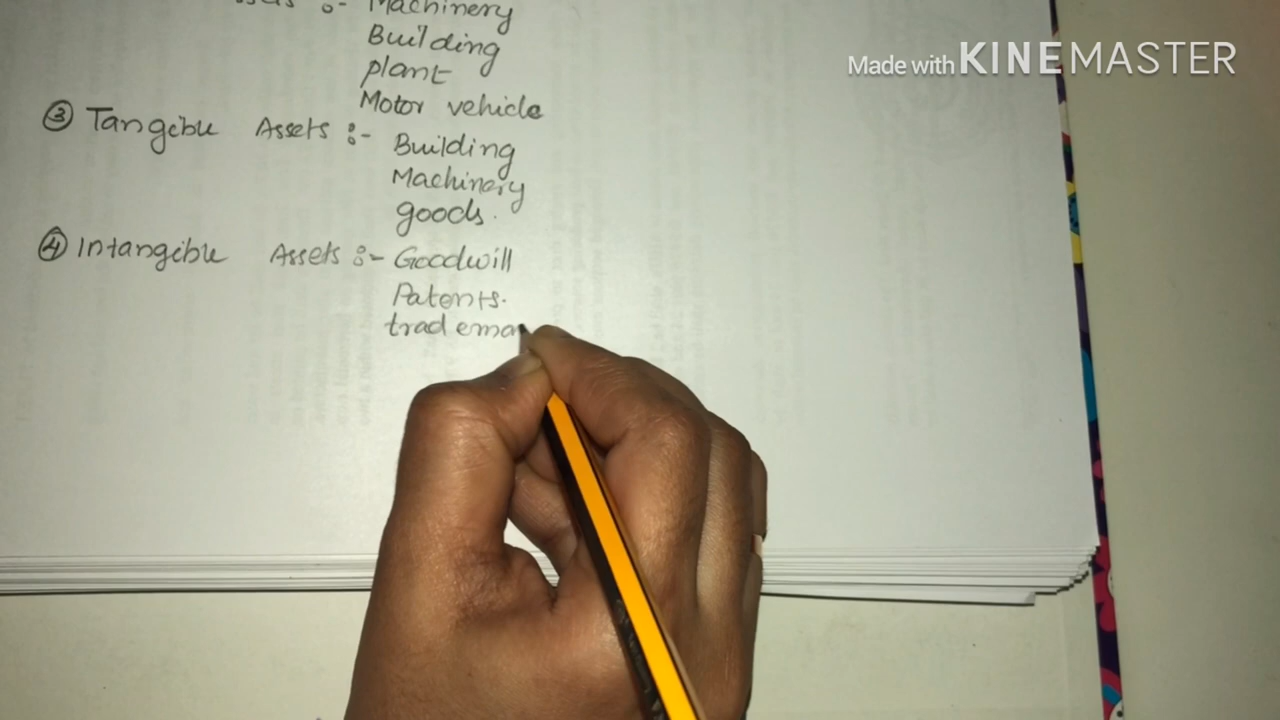 :- Machinery
Made with KINEMASTER
Building
plant
Motor vehicle
③ Tangible Assets :-
Building
Machinery
goods.
④ Intangible Assets :- Goodwill
Patents.
tradema